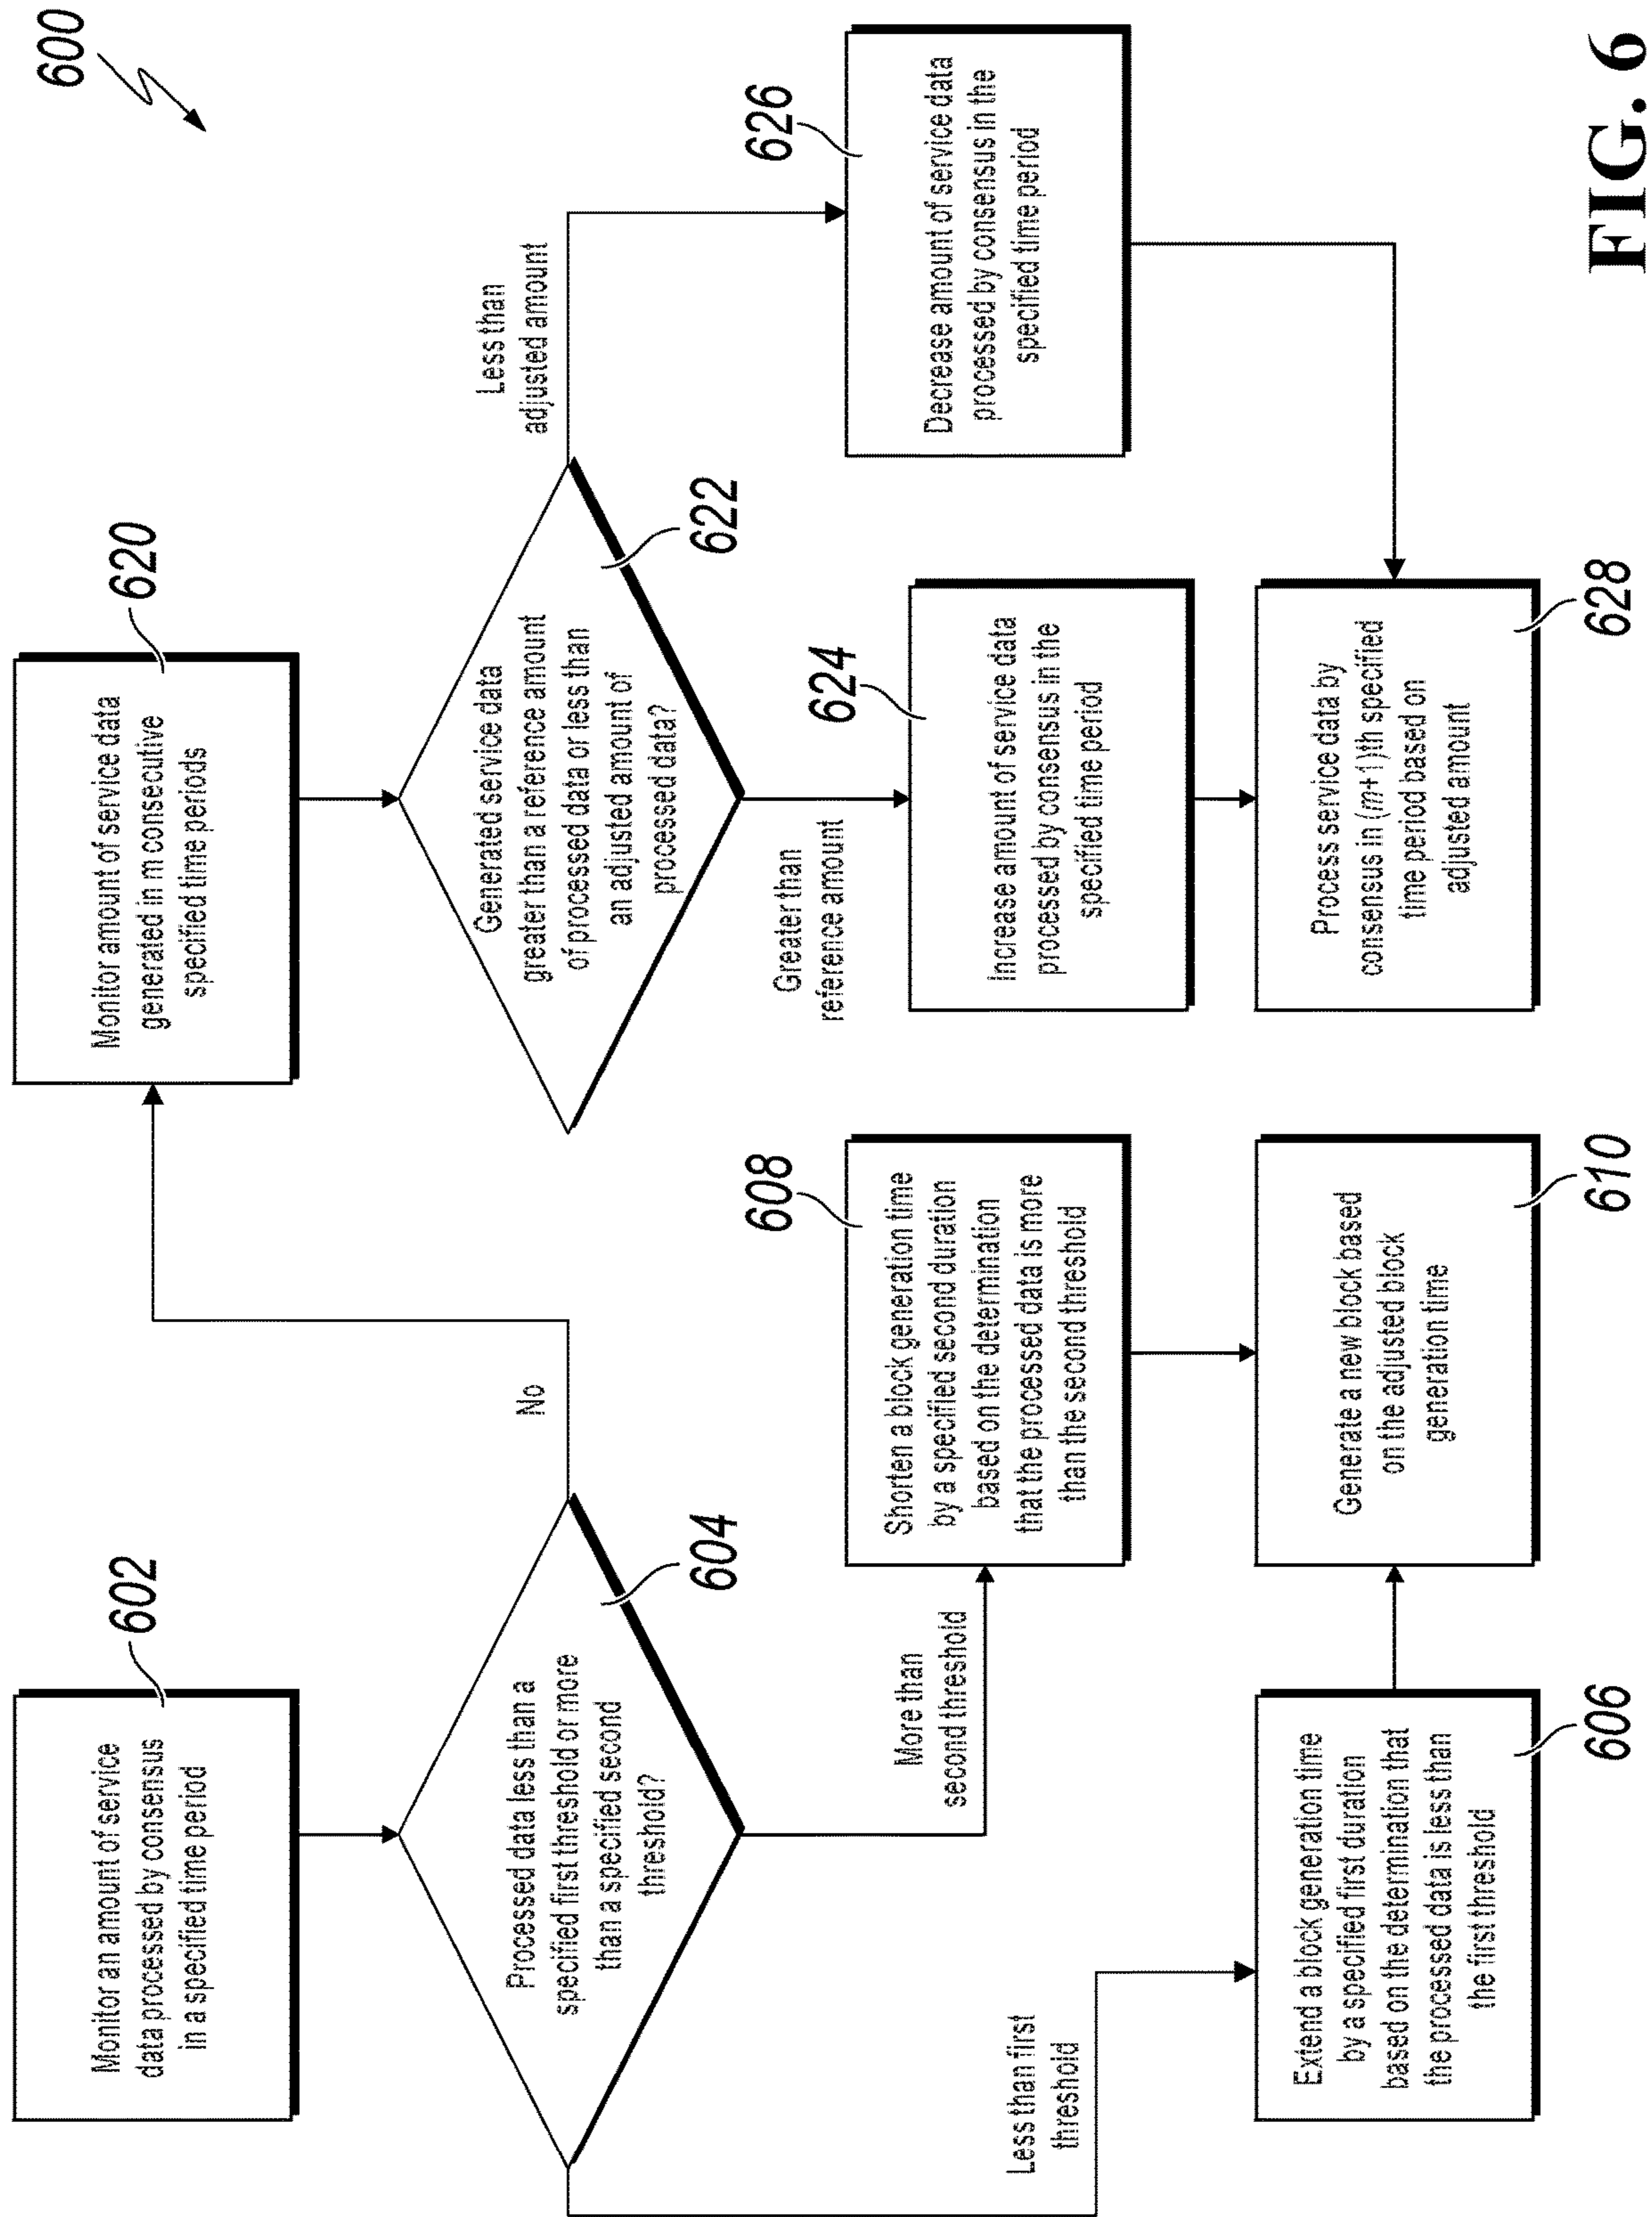 600
602
Monitor an amount of service
data processed by consensus
in a specified time period
604
Processed data less than a
specified first threshold or more
than a specified second
threshold?
No
Less than first
threshold
More than
second threshold
606
Extend a block generation time
by a specified first duration
based on the determination that
the processed data is less than
the first threshold
608
Shorten a block generation time
by a specified second duration
based on the determination
that the processed data is more
than the second threshold
610
Generate a new block based
on the adjusted block
generation time
620
Monitor amount of service data
generated in m consecutive
specified time periods
622
Generated service data
greater than a reference amount
of processed data or less than
an adjusted amount of
processed data?
Less than
adjusted amount
Greater than
reference amount
624
Increase amount of service data
processed by consensus in the
specified time period
626
Decrease amount of service data
processed by consensus in the
specified time period
628
Process service data by
consensus in (m+1)th specified
time period based on
adjusted amount
FIG. 6